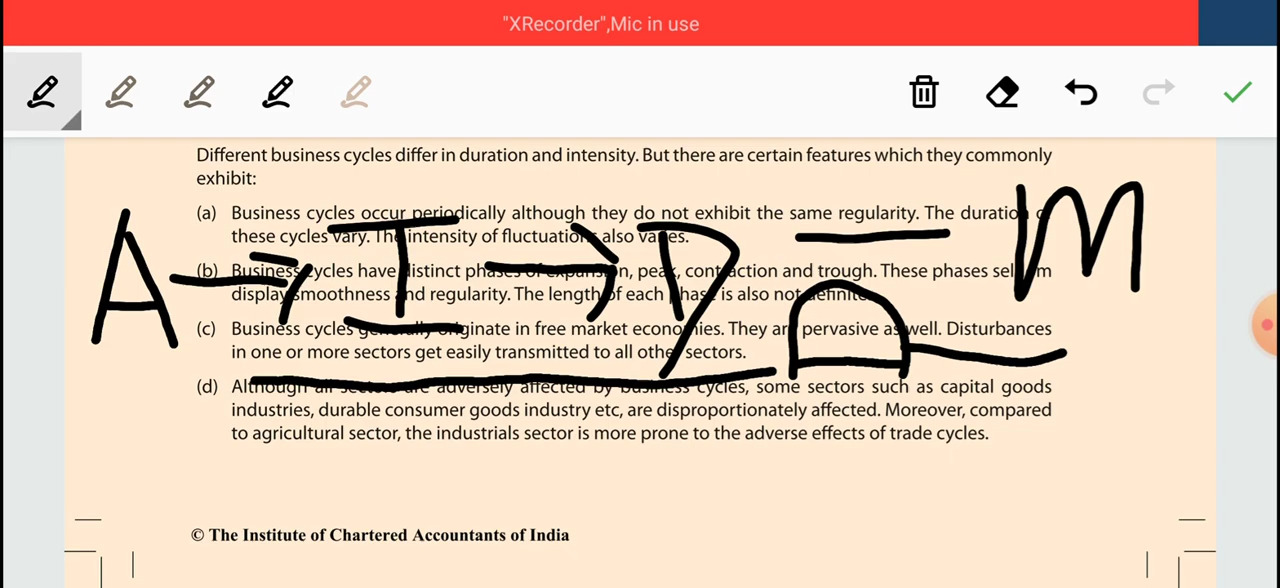 "XRecorder",Mic in use
Different business cycles differ in duration and intensity. But there are certain features which they commonly
exhibit:
(a) Business cycles occur periodically although they do not exhibit the same regularity. The duration of
these cycles vary. The intensity of fluctuations also varies.
(b) Business cycles have distinct phases of expansion, peak, contraction and trough. These phases seldom
display smoothness and regularity. The length of each phase is also not definite.
(c) Business cycles generally originate in free market economies. They are pervasive as well. Disturbances
in one or more sectors get easily transmitted to all other sectors.
(d) Although all sectors are adversely affected by business cycles, some sectors such as capital goods
industries, durable consumer goods industry etc, are disproportionately affected. Moreover, compared
to agricultural sector, the industrials sector is more prone to the adverse effects of trade cycles.
A → I → D M
© The Institute of Chartered Accountants of India